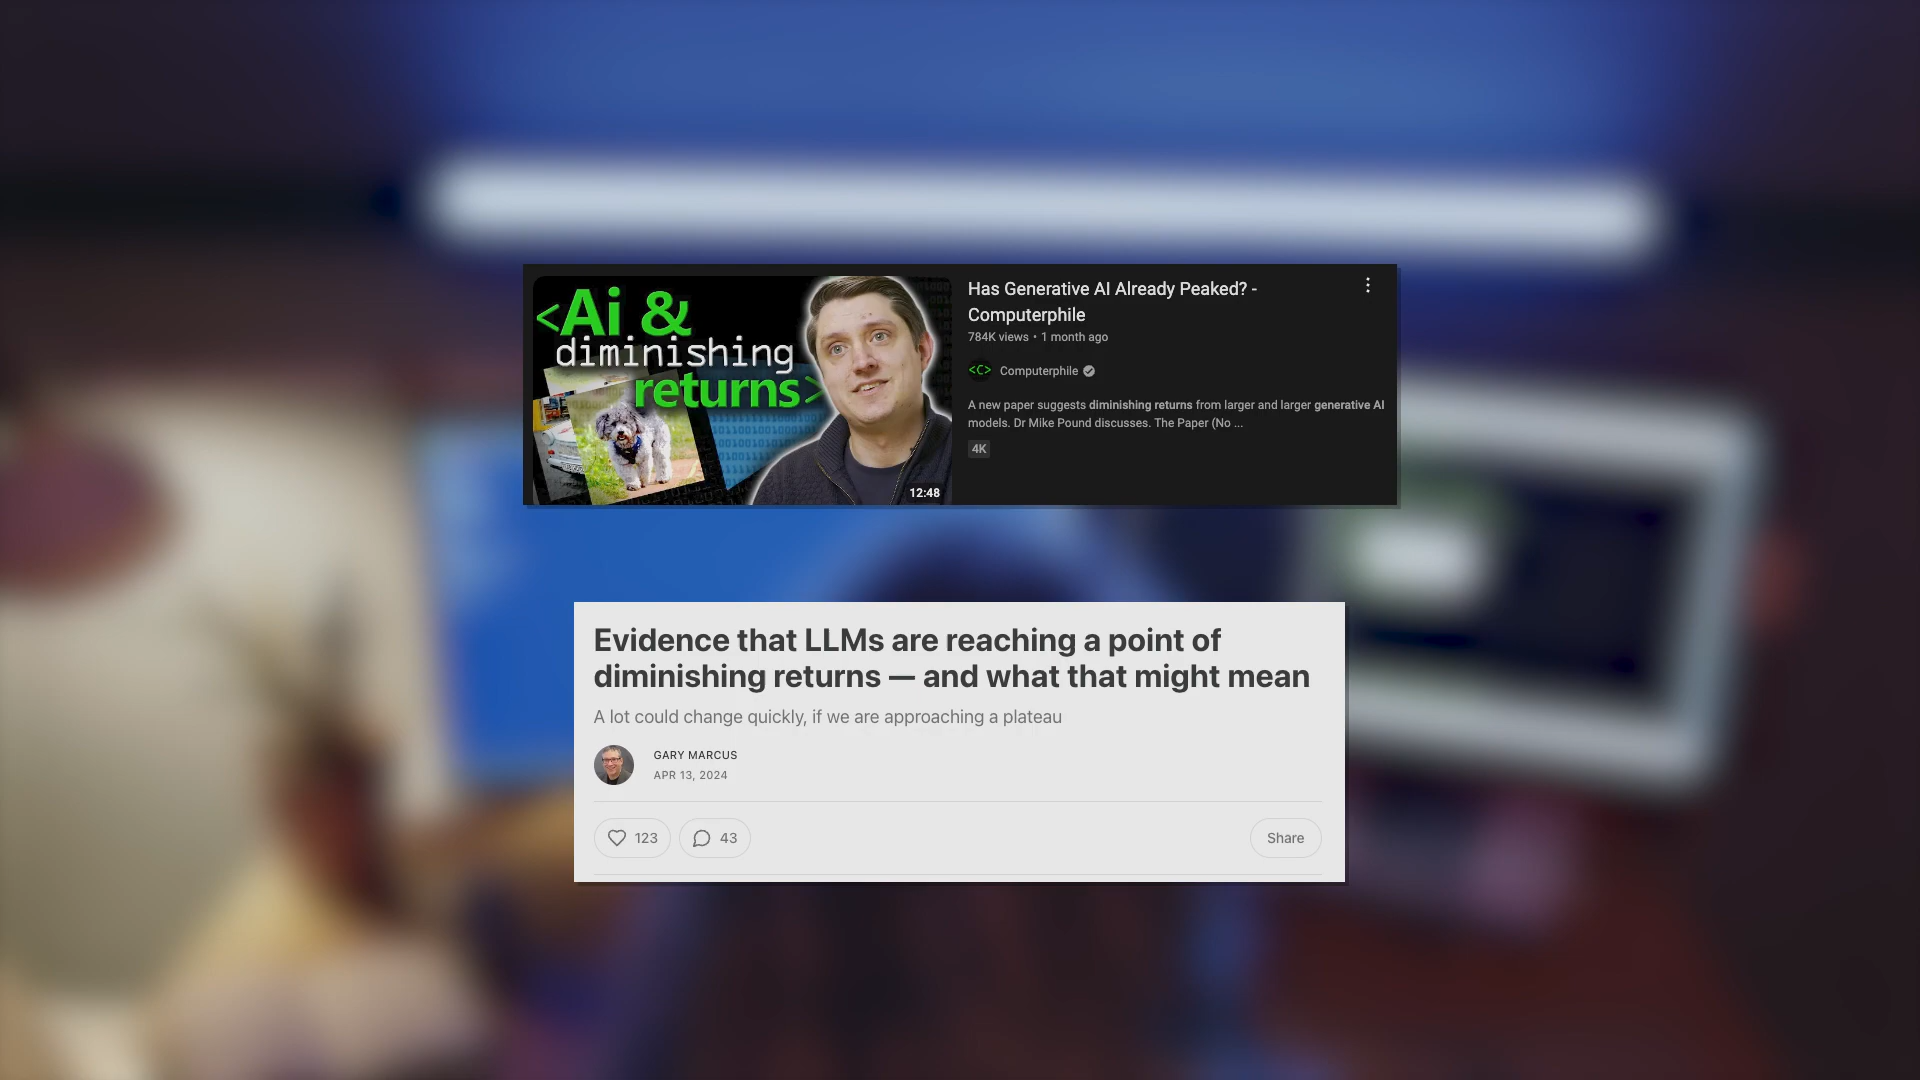 <Ai &
diminishing
returns>
12:48
Has Generative AI Already Peaked? -
Computerphile
784K views • 1 month ago
<C> Computerphile
A new paper suggests diminishing returns from larger and larger generative AI
models. Dr Mike Pound discusses. The Paper (No ...
4K
Evidence that LLMs are reaching a point of
diminishing returns — and what that might mean
A lot could change quickly, if we are approaching a plateau
GARY MARCUS
APR 13, 2024
123 43 Share